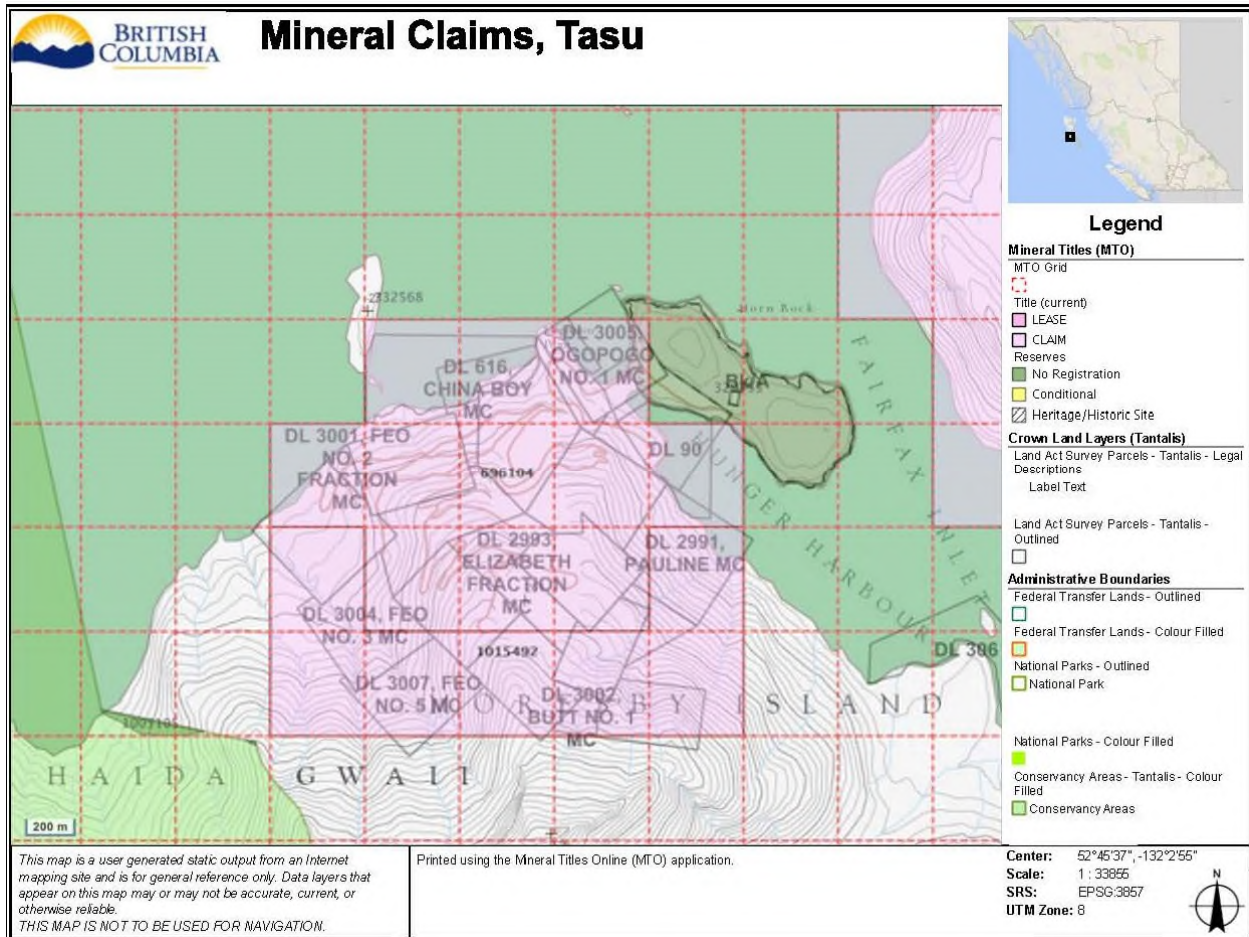 BRITISH
COLUMBIA
Mineral Claims, Tasu
332568
Horn Rock
DL 3005,
OGOPOGO
NO. 1 MC
DL 616,
CHINA BOY
MC
FAIRFAX INLET
DL 3001, FEO
NO. 2
FRACTION
MC
DL 90
HUNGER HARBOUR
696104
DL 2993,
ELIZABETH
FRACTION
MC
DL 2991,
PAULINE MC
DL 3004, FEO
NO. 3 MC
1015492
DL 306
DL 3007, FEO
NO. 5 MC
DL 3002,
BUTT NO. 1
MC
MORESBY ISLAND
HAIDA GWAII
200 m
Legend
Mineral Titles (MTO)
MTO Grid
Title (current)
LEASE
CLAIM
Reserves
No Registration
Conditional
Heritage/Historic Site
Crown Land Layers (Tantalis)
Land Act Survey Parcels - Tantalis - Legal
Descriptions
Label Text
Land Act Survey Parcels - Tantalis -
Outlined
Administrative Boundaries
Federal Transfer Lands - Outlined
Federal Transfer Lands - Colour Filled
National Parks - Outlined
National Park
National Parks - Colour Filled
Conservancy Areas - Tantalis - Colour
Filled
Conservancy Areas
This map is a user generated static output from an Internet
mapping site and is for general reference only. Data layers that
appear on this map may or may not be accurate, current, or
otherwise reliable.
THIS MAP IS NOT TO BE USED FOR NAVIGATION.
Printed using the Mineral Titles Online (MTO) application.
Center: 52°45'37", -132°2'55"
Scale: 1 : 33855
SRS: EPSG:3857
UTM Zone: 8
N